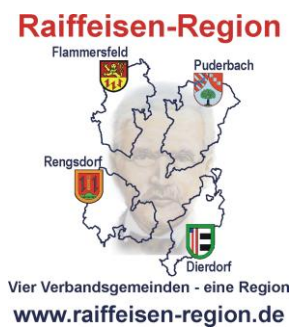 Raiffeisen-Region
Flammersfeld
Puderbach
Rengsdorf
Dierdorf
Vier Verbandsgemeinden - eine Region
www.raiffeisen-region.de